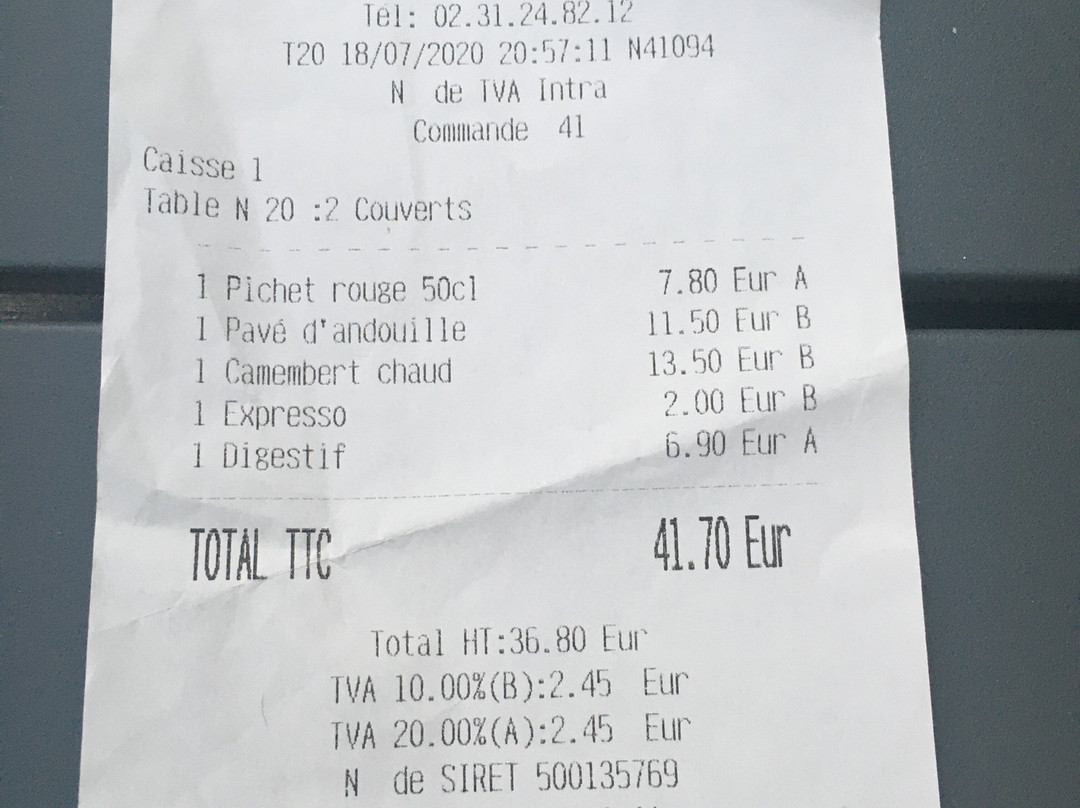 Tél: 02.31.24.82.12
T20 18/07/2020 20:57:11 N41094
N de TVA Intra
Commande 41
Caisse 1
Table N 20 :2 Couverts
1 Pichet rouge 50cl 7.80 Eur A
1 Pavé d'andouille 11.50 Eur B
1 Camembert chaud 13.50 Eur B
1 Expresso 2.00 Eur B
1 Digestif 6.90 Eur A
TOTAL TTC 41.70 Eur
Total HT:36.80 Eur
TVA 10.00%(B):2.45 Eur
TVA 20.00%(A):2.45 Eur
N de SIRET 500135769